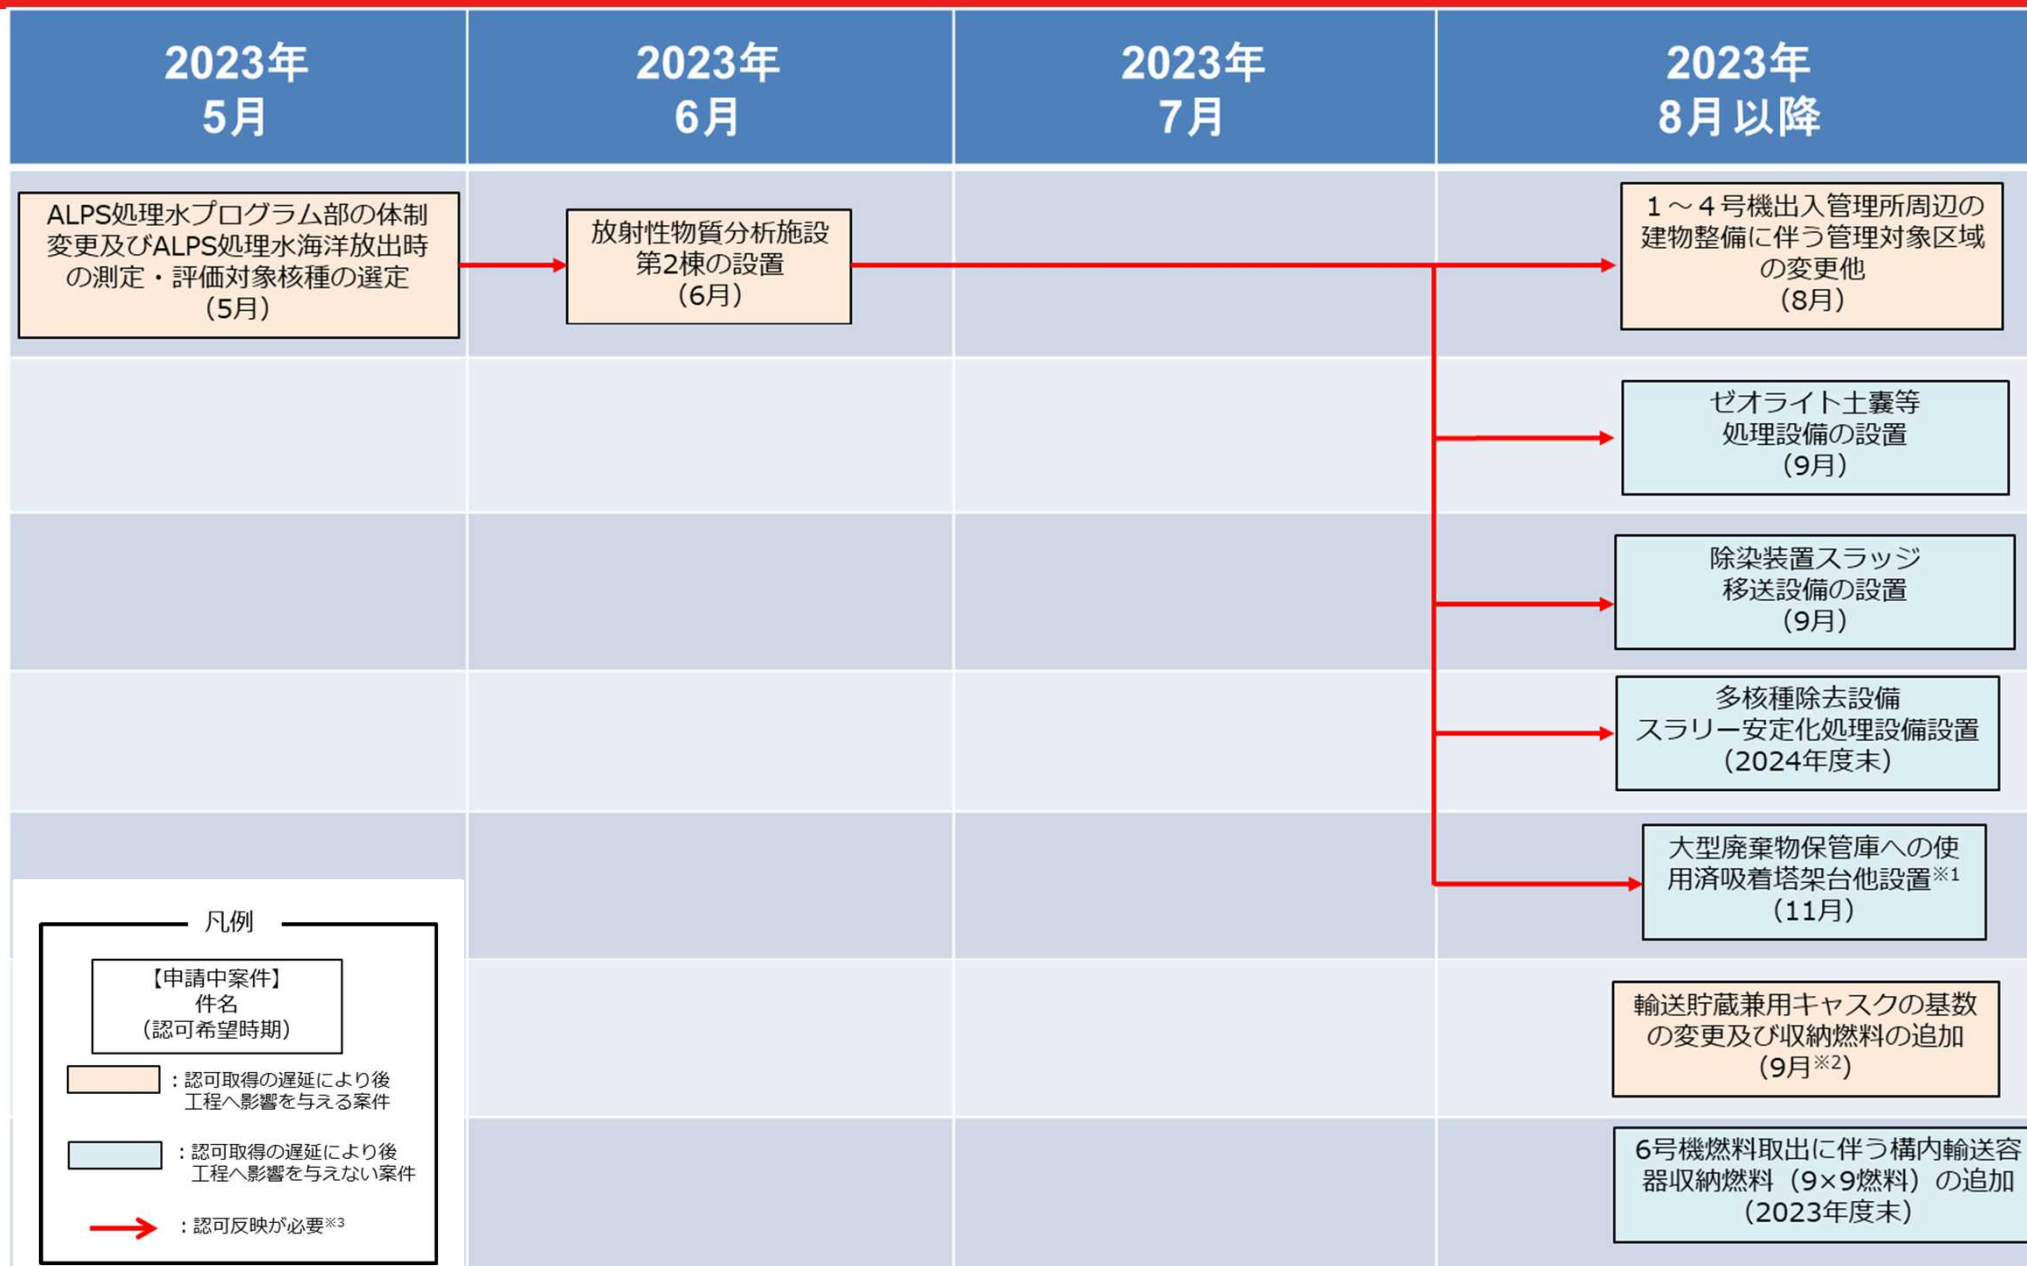 2023年
5月
2023年
6月
2023年
7月
2023年
8月以降
ALPS処理水プログラム部の体制
変更及びALPS処理水海洋放出時
の測定・評価対象核種の選定
（5月）
放射性物質分析施設
第2棟の設置
（6月）
1～4号機出入管理所周辺の
建物整備に伴う管理対象区域
の変更他
（8月）
ゼオライト土嚢等
処理設備の設置
（9月）
除染装置スラッジ
移送設備の設置
（9月）
多核種除去設備
スラリー安定化処理設備設置
（2024年度末）
大型廃棄物保管庫への使
用済吸着塔架台他設置※1
（11月）
輸送貯蔵兼用キャスクの基数
の変更及び収納燃料の追加
（9月※2）
6号機燃料取出に伴う構内輸送容
器収納燃料（9×9燃料）の追加
（2023年度末）
凡例
【申請中案件】
件名
（認可希望時期）
：認可取得の遅延により後
工程へ影響を与える案件
：認可取得の遅延により後
工程へ影響を与えない案件
：認可反映が必要※3